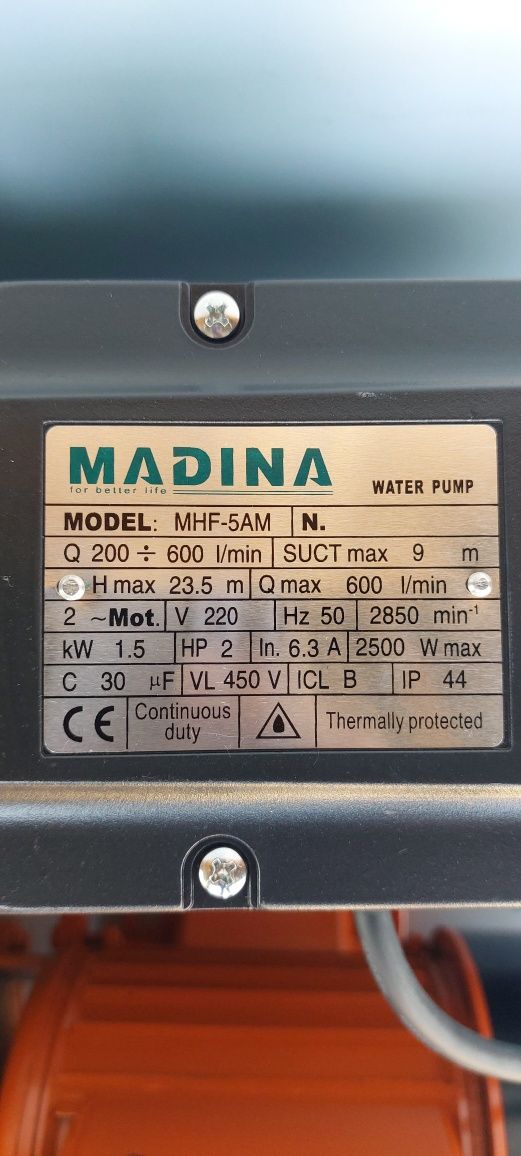 MADINA
for better life
WATER PUMP
MODEL: MHF-5AM N.
Q 200 ÷ 600 l/min SUCT max 9 m
H max 23.5 m Q max 600 l/min
2 ~Mot. V 220 Hz 50 2850 min⁻¹
kW 1.5 HP 2 In. 6.3 A 2500 W max
C 30 µF VL 450 V ICL B IP 44
CE Continuous duty Thermally protected